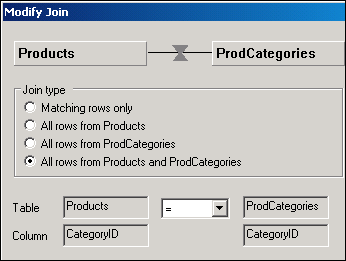 Modify Join
Products ProdCategories
Join type
Matching rows only
All rows from Products
All rows from ProdCategories
All rows from Products and ProdCategories
Table Products = ProdCategories
Column CategoryID CategoryID